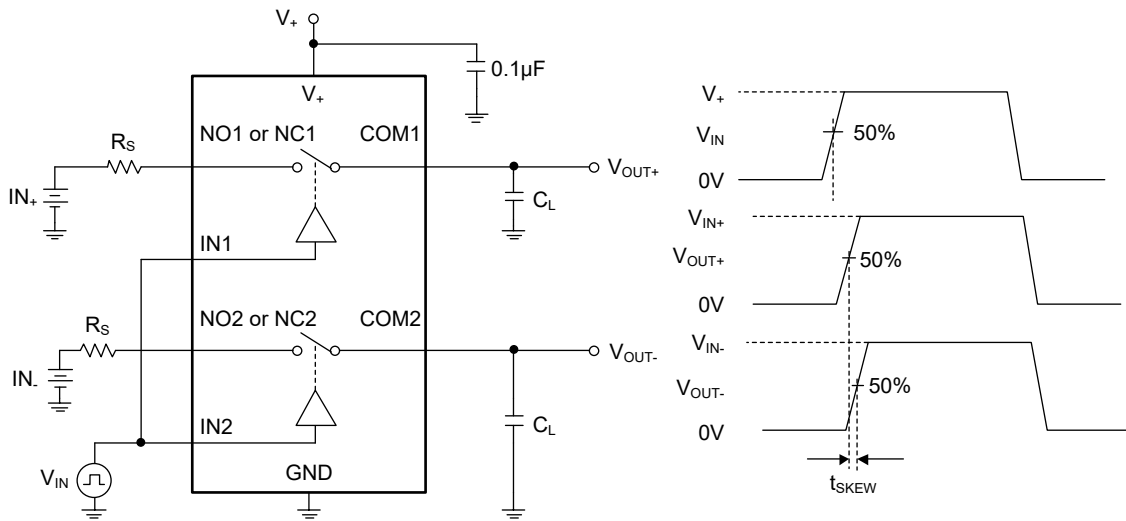 V+
0.1µF
V+
NO1 or NC1 COM1
RS
IN+
VOUT+
CL
IN1
NO2 or NC2 COM2
RS
IN-
VOUT-
CL
IN2
VIN
GND
V+
VIN
50%
0V
VIN+
VOUT+
50%
0V
VIN-
VOUT-
50%
0V
tSKEW